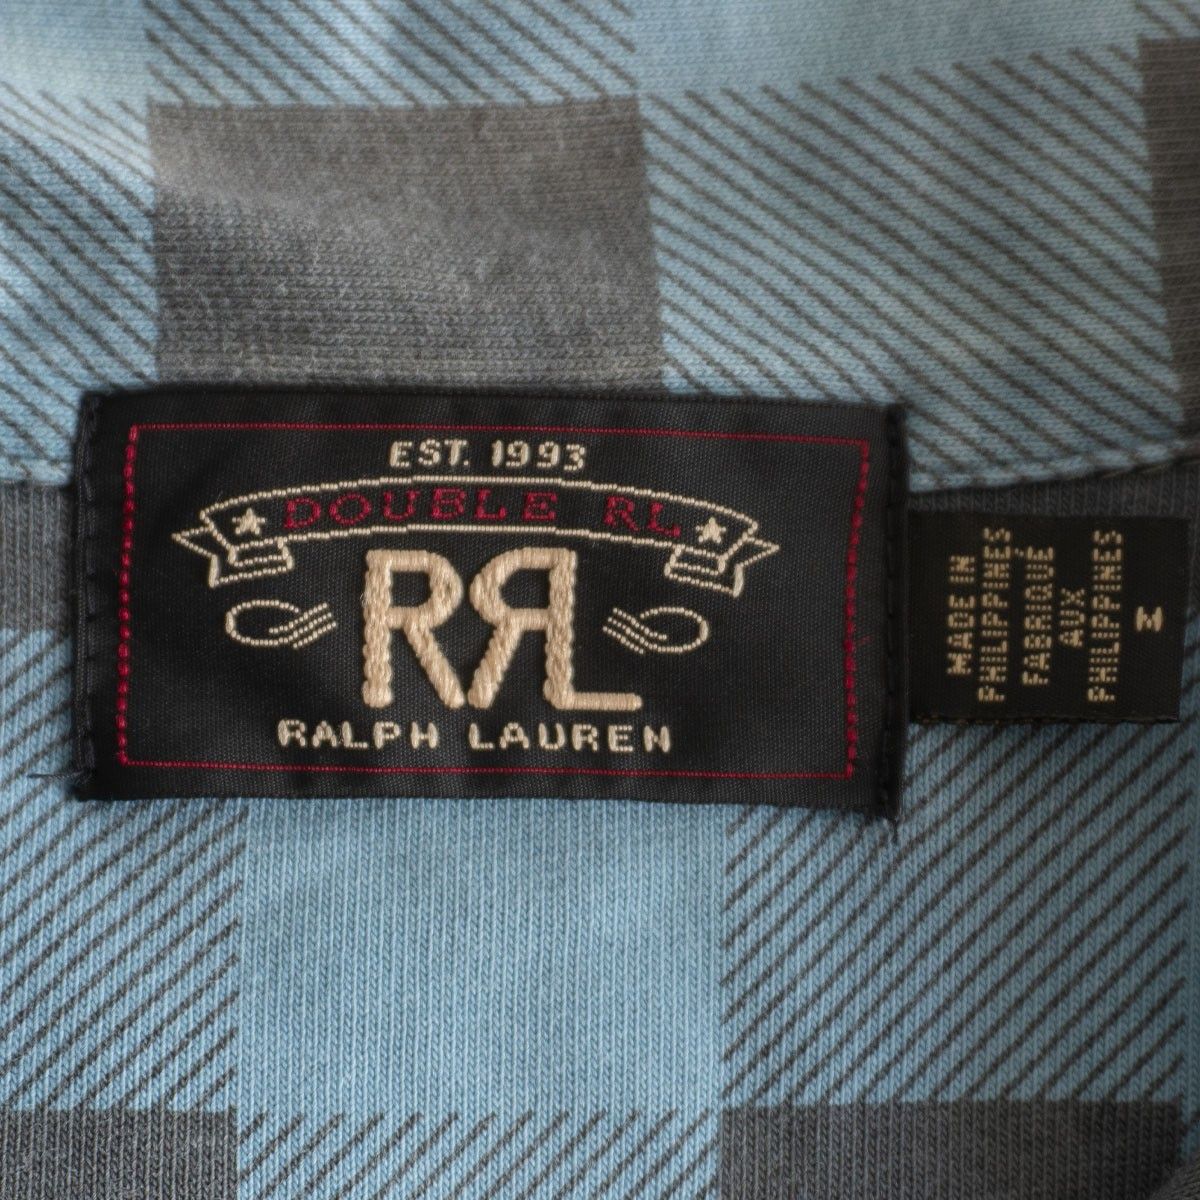 EST. 1993
DOUBLE RL
RRL
RALPH LAUREN
MADE IN
PHILIPPINES
FABRIQUÉ
AUX
PHILIPPINES
M